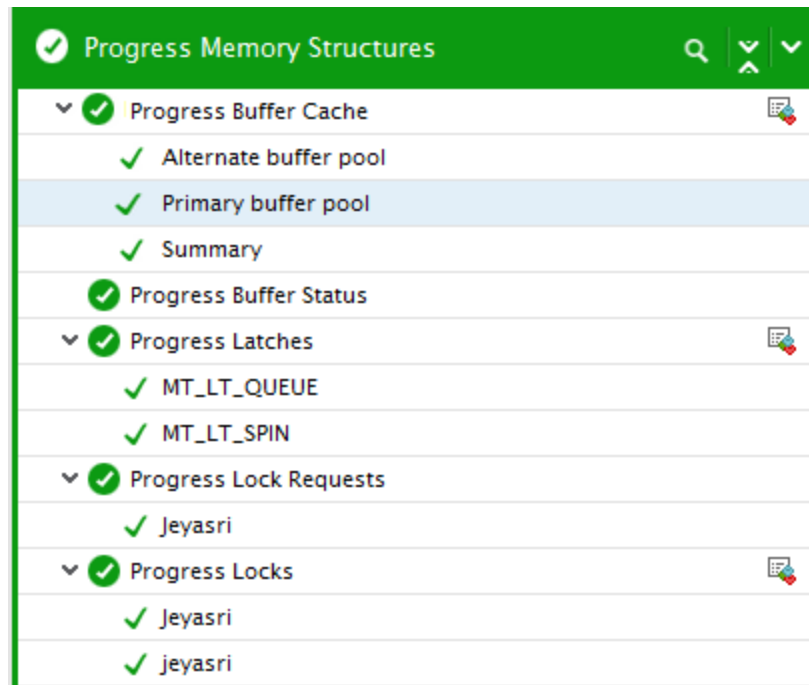 Progress Memory Structures
Progress Buffer Cache
Alternate buffer pool
Primary buffer pool
Summary
Progress Buffer Status
Progress Latches
MT_LT_QUEUE
MT_LT_SPIN
Progress Lock Requests
Jeyasri
Progress Locks
Jeyasri
jeyasri